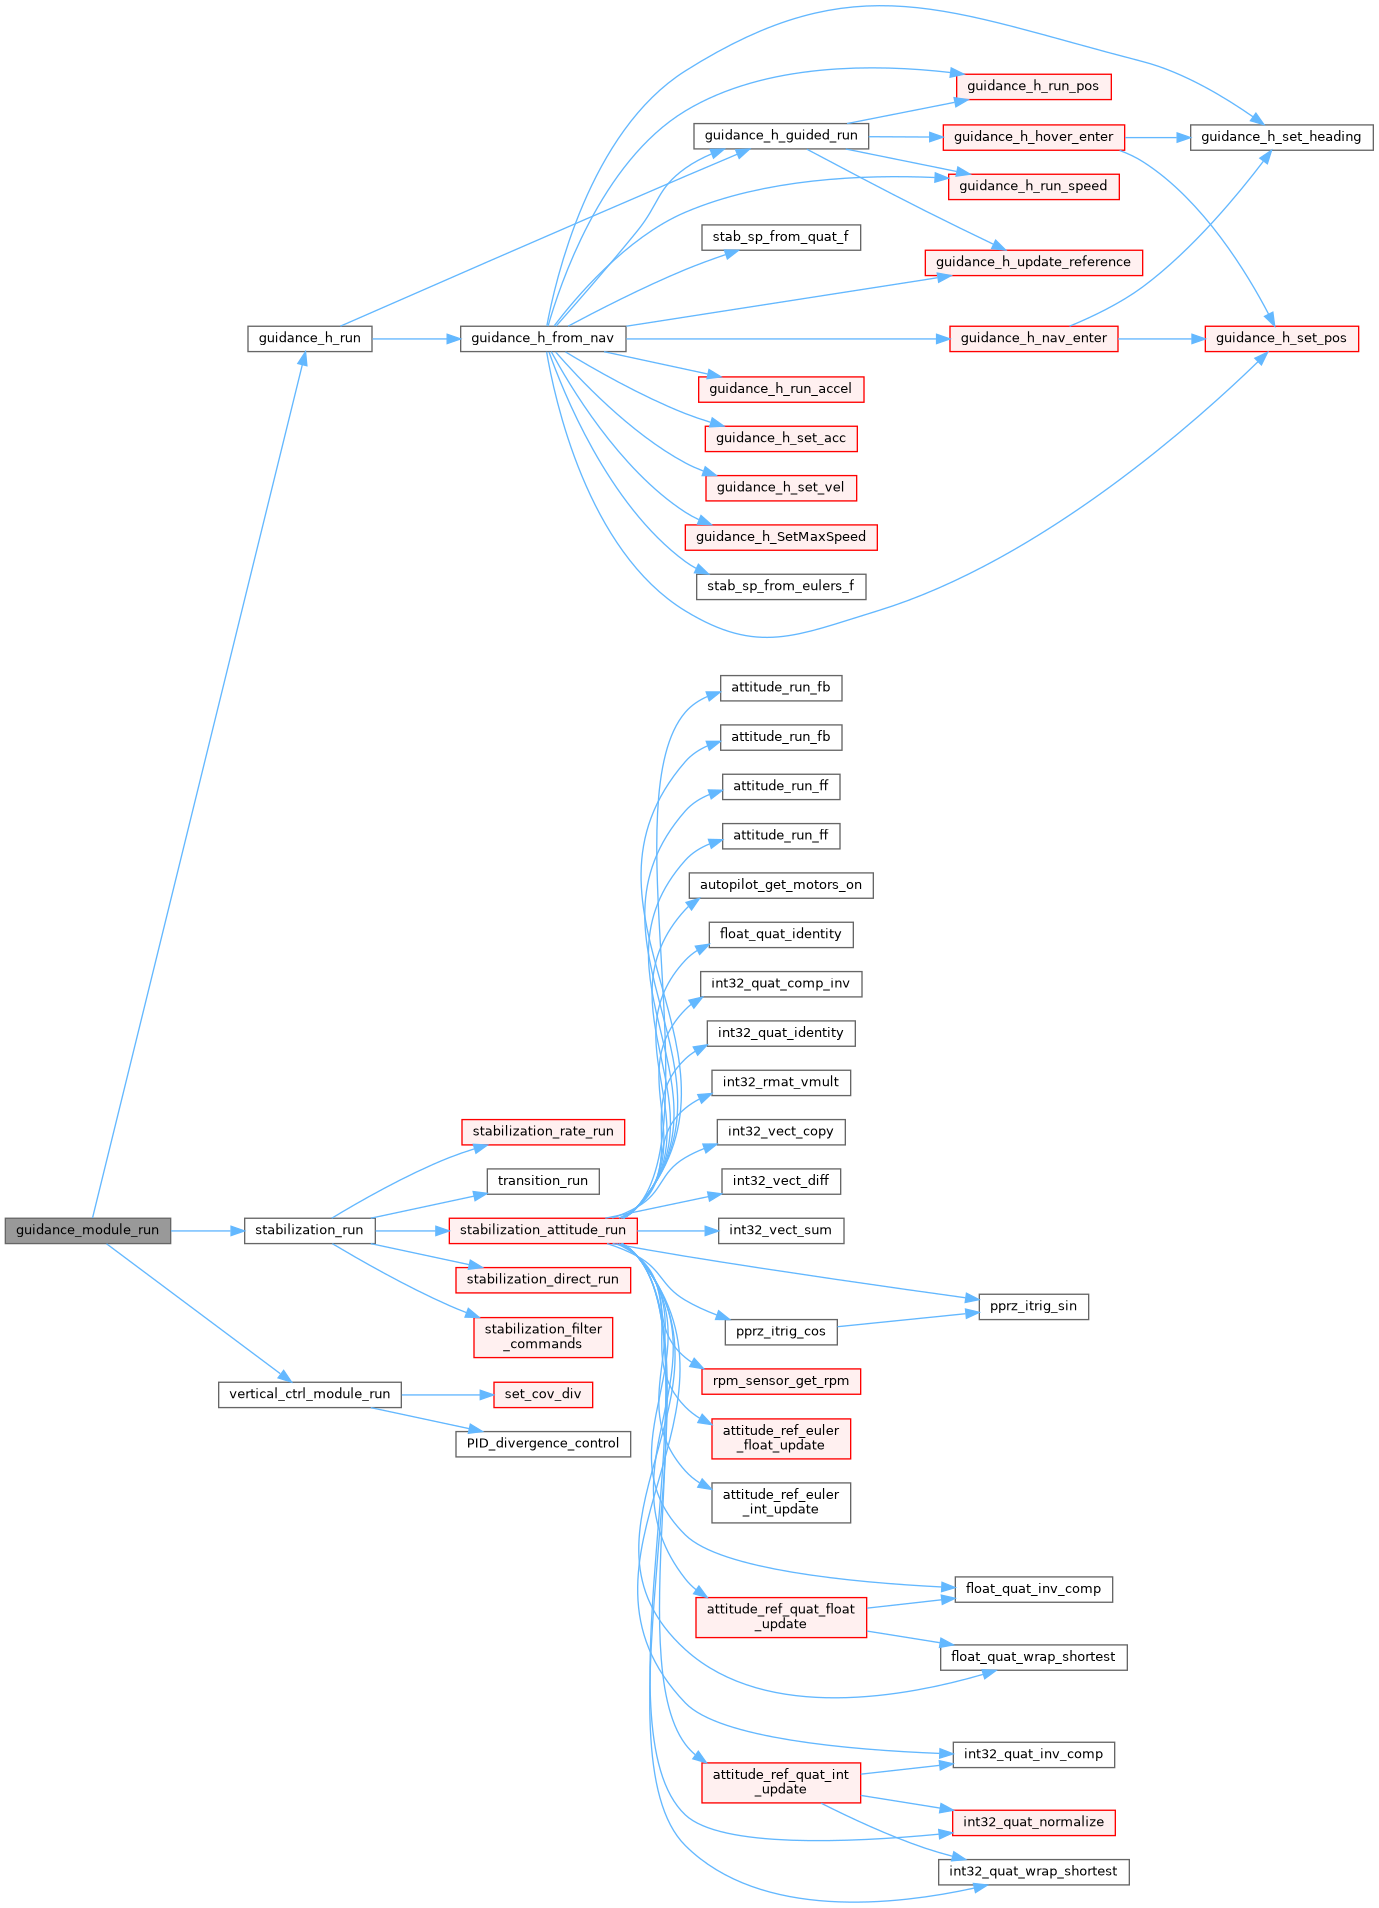 guidance_h_run_pos
guidance_h_guided_run
guidance_h_hover_enter
guidance_h_set_heading
guidance_h_run_speed
stab_sp_from_quat_f
guidance_h_update_reference
guidance_h_run
guidance_h_from_nav
guidance_h_nav_enter
guidance_h_set_pos
guidance_h_run_accel
guidance_h_set_acc
guidance_h_set_vel
guidance_h_SetMaxSpeed
stab_sp_from_eulers_f
attitude_run_fb
attitude_run_fb
attitude_run_ff
attitude_run_ff
autopilot_get_motors_on
float_quat_identity
int32_quat_comp_inv
int32_quat_identity
int32_rmat_vmult
stabilization_rate_run
int32_vect_copy
transition_run
int32_vect_diff
guidance_module_run
stabilization_run
stabilization_attitude_run
int32_vect_sum
stabilization_direct_run
pprz_itrig_sin
stabilization_filter
_commands
pprz_itrig_cos
rpm_sensor_get_rpm
vertical_ctrl_module_run
set_cov_div
PID_divergence_control
attitude_ref_euler
_float_update
attitude_ref_euler
_int_update
float_quat_inv_comp
attitude_ref_quat_float
_update
float_quat_wrap_shortest
int32_quat_inv_comp
attitude_ref_quat_int
_update
int32_quat_normalize
int32_quat_wrap_shortest